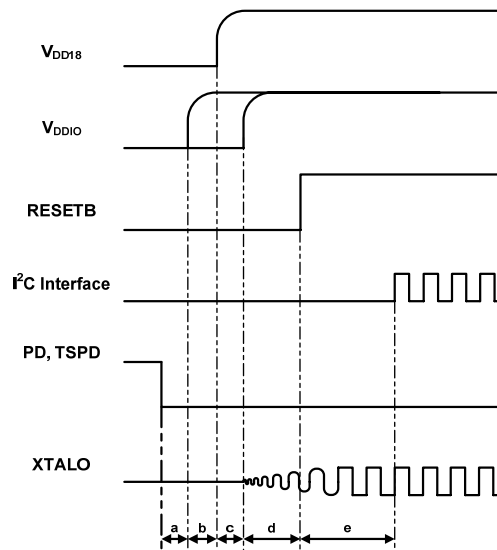 VDD18
VDDIO
RESETB
I²C Interface
PD, TSPD
XTALO
a b c d e